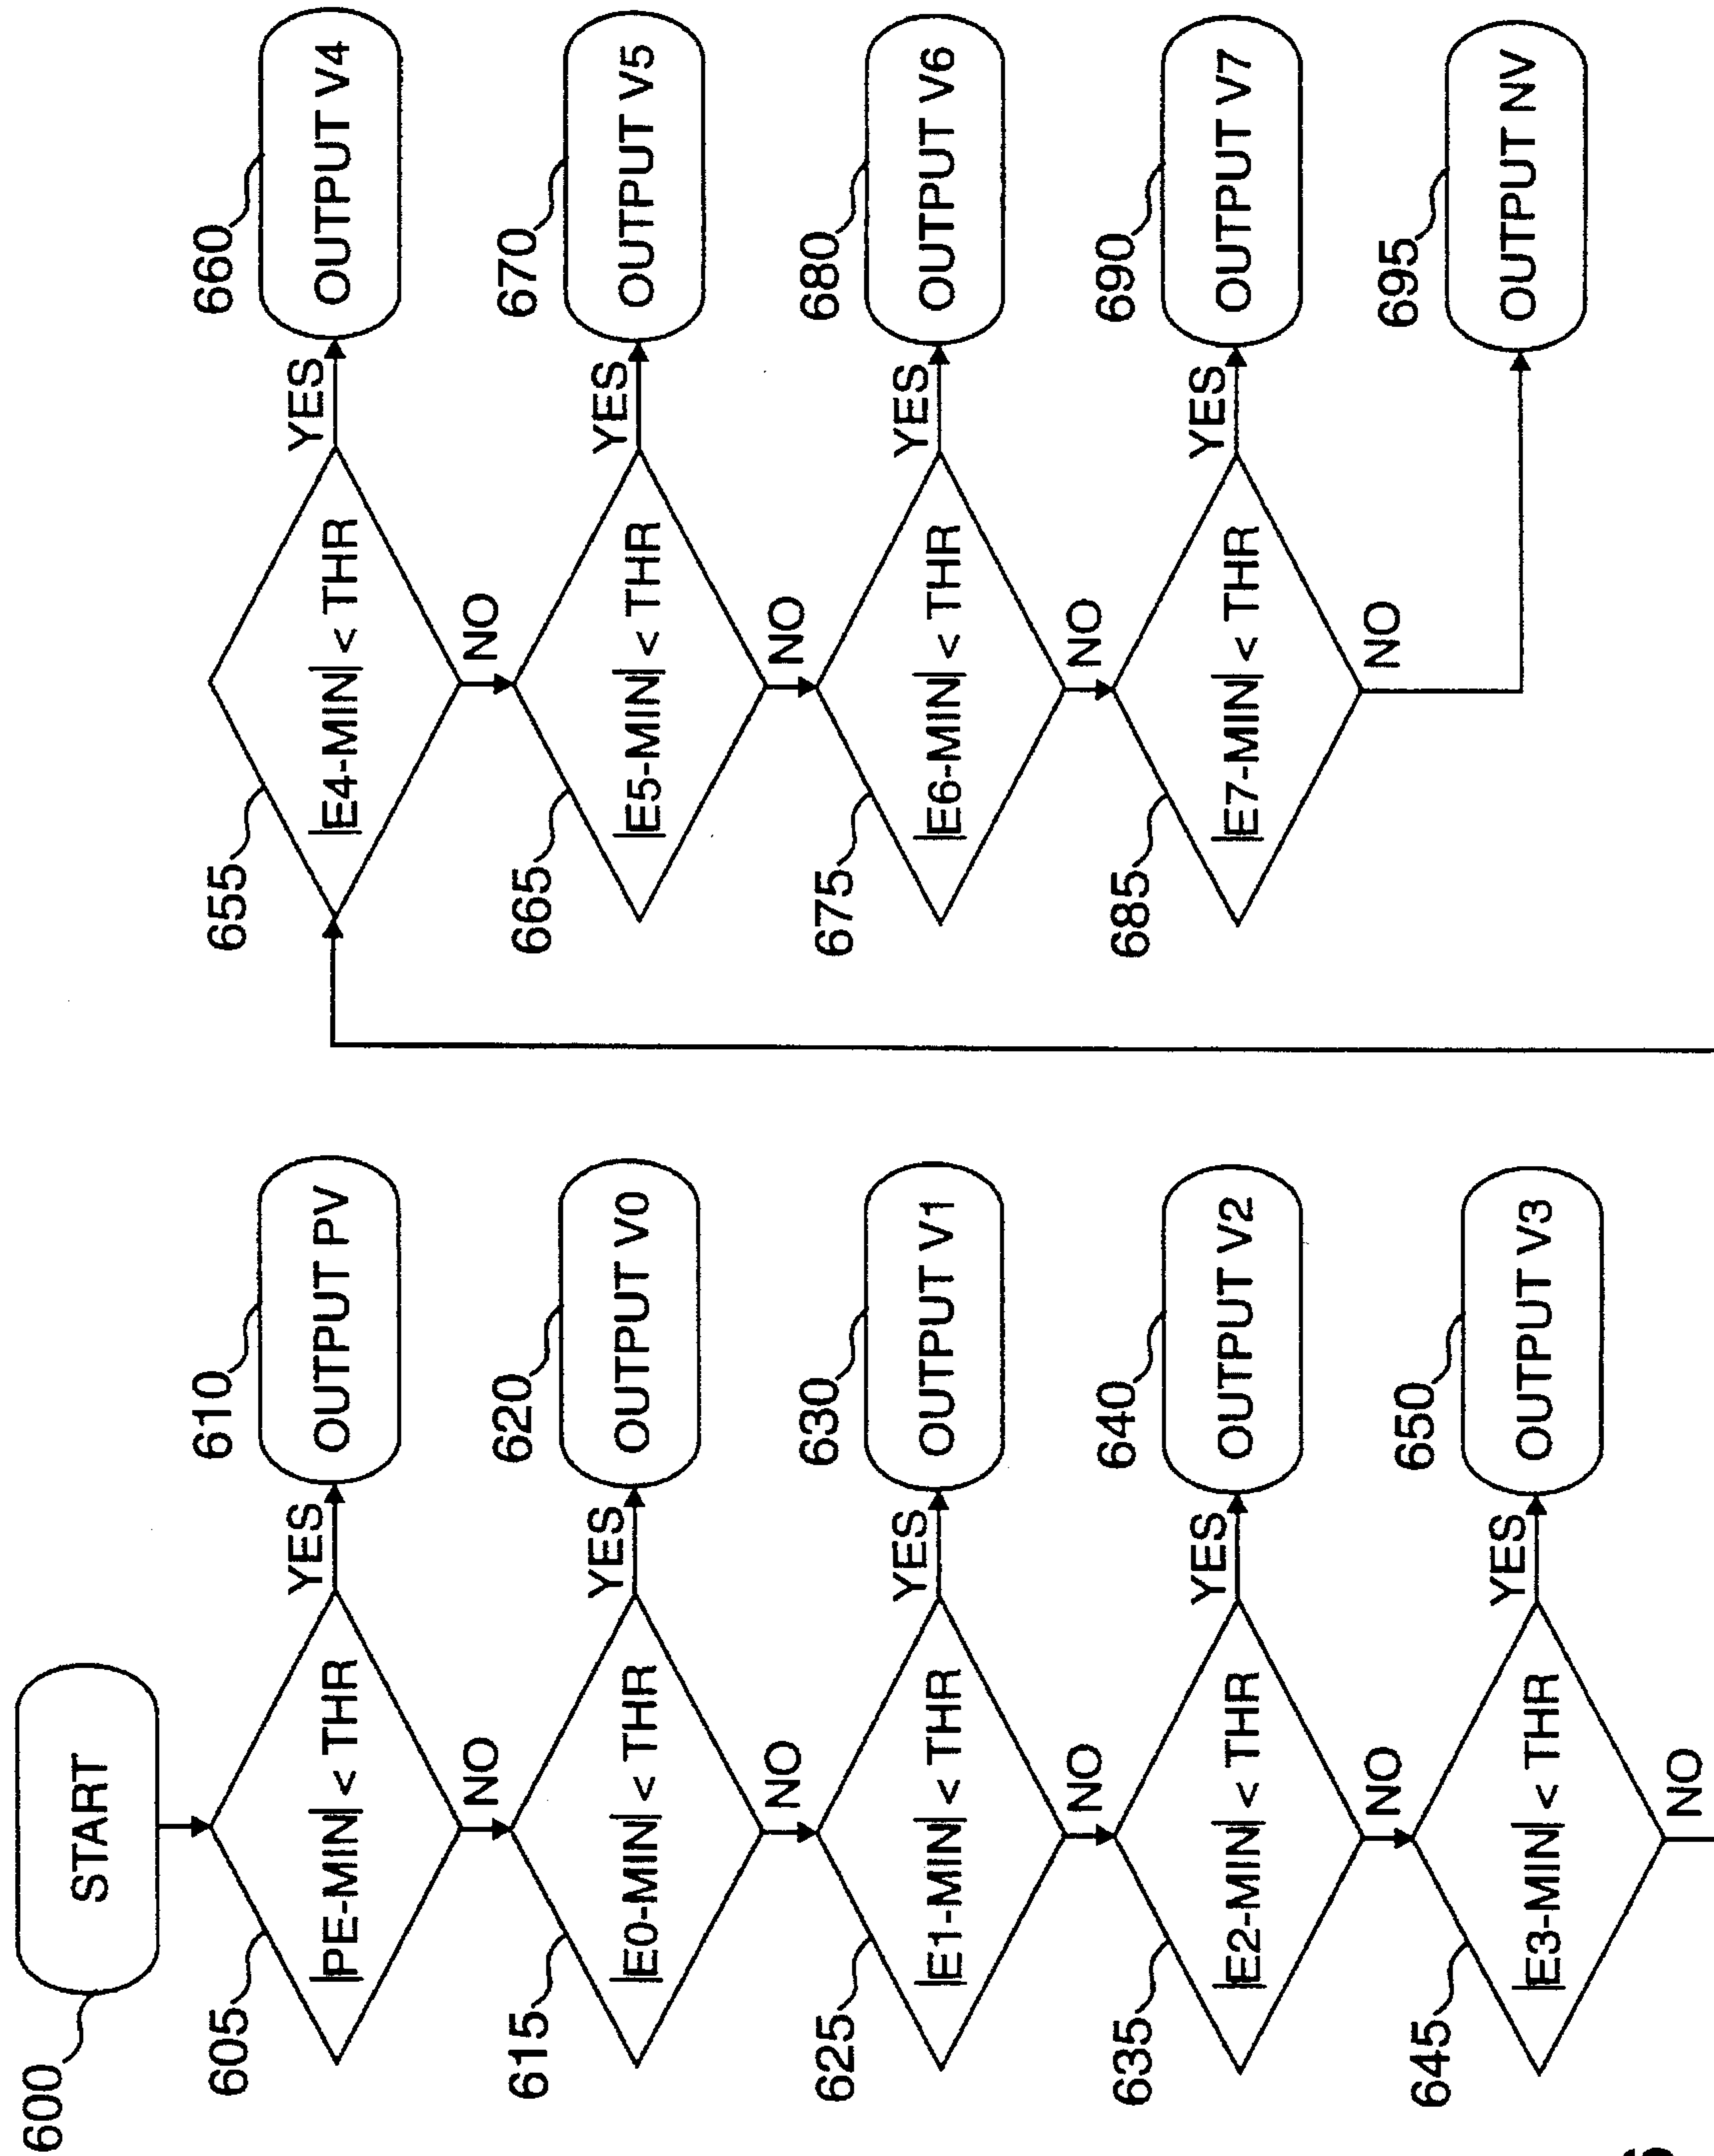 600
START
605
|PE-MIN| < THR
YES
610
OUTPUT PV
NO
615
|E0-MIN| < THR
YES
620
OUTPUT V0
NO
625
|E1-MIN| < THR
YES
630
OUTPUT V1
NO
635
|E2-MIN| < THR
YES
640
OUTPUT V2
NO
645
|E3-MIN| < THR
YES
650
OUTPUT V3
NO
655
|E4-MIN| < THR
YES
660
OUTPUT V4
NO
665
|E5-MIN| < THR
YES
670
OUTPUT V5
NO
675
|E6-MIN| < THR
YES
680
OUTPUT V6
NO
685
|E7-MIN| < THR
YES
690
OUTPUT V7
NO
695
OUTPUT NV